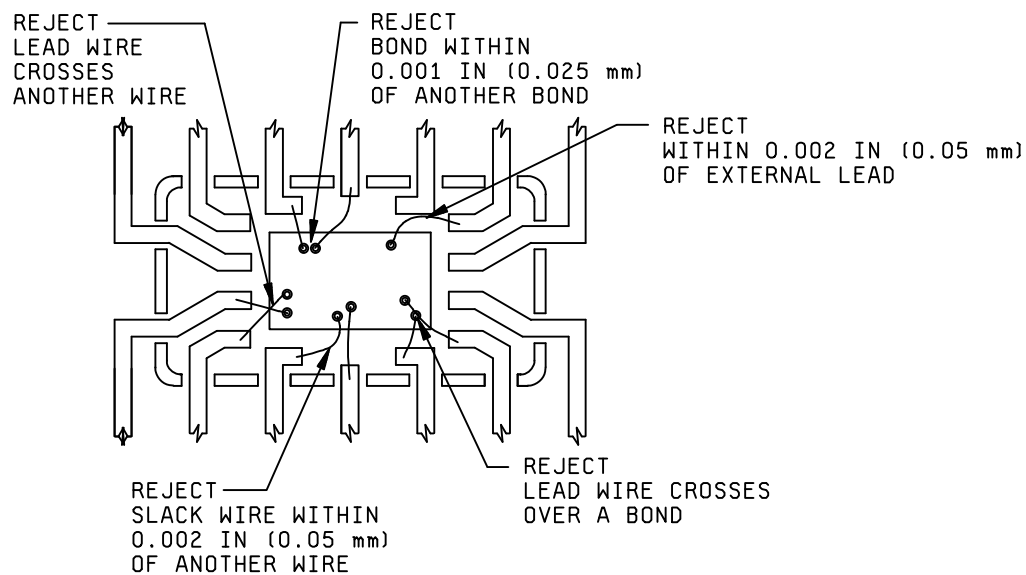 REJECT
LEAD WIRE
CROSSES
ANOTHER WIRE
REJECT
BOND WITHIN
0.001 IN (0.025 mm)
OF ANOTHER BOND
REJECT
WITHIN 0.002 IN (0.05 mm)
OF EXTERNAL LEAD
REJECT
LEAD WIRE CROSSES
OVER A BOND
REJECT
SLACK WIRE WITHIN
0.002 IN (0.05 mm)
OF ANOTHER WIRE